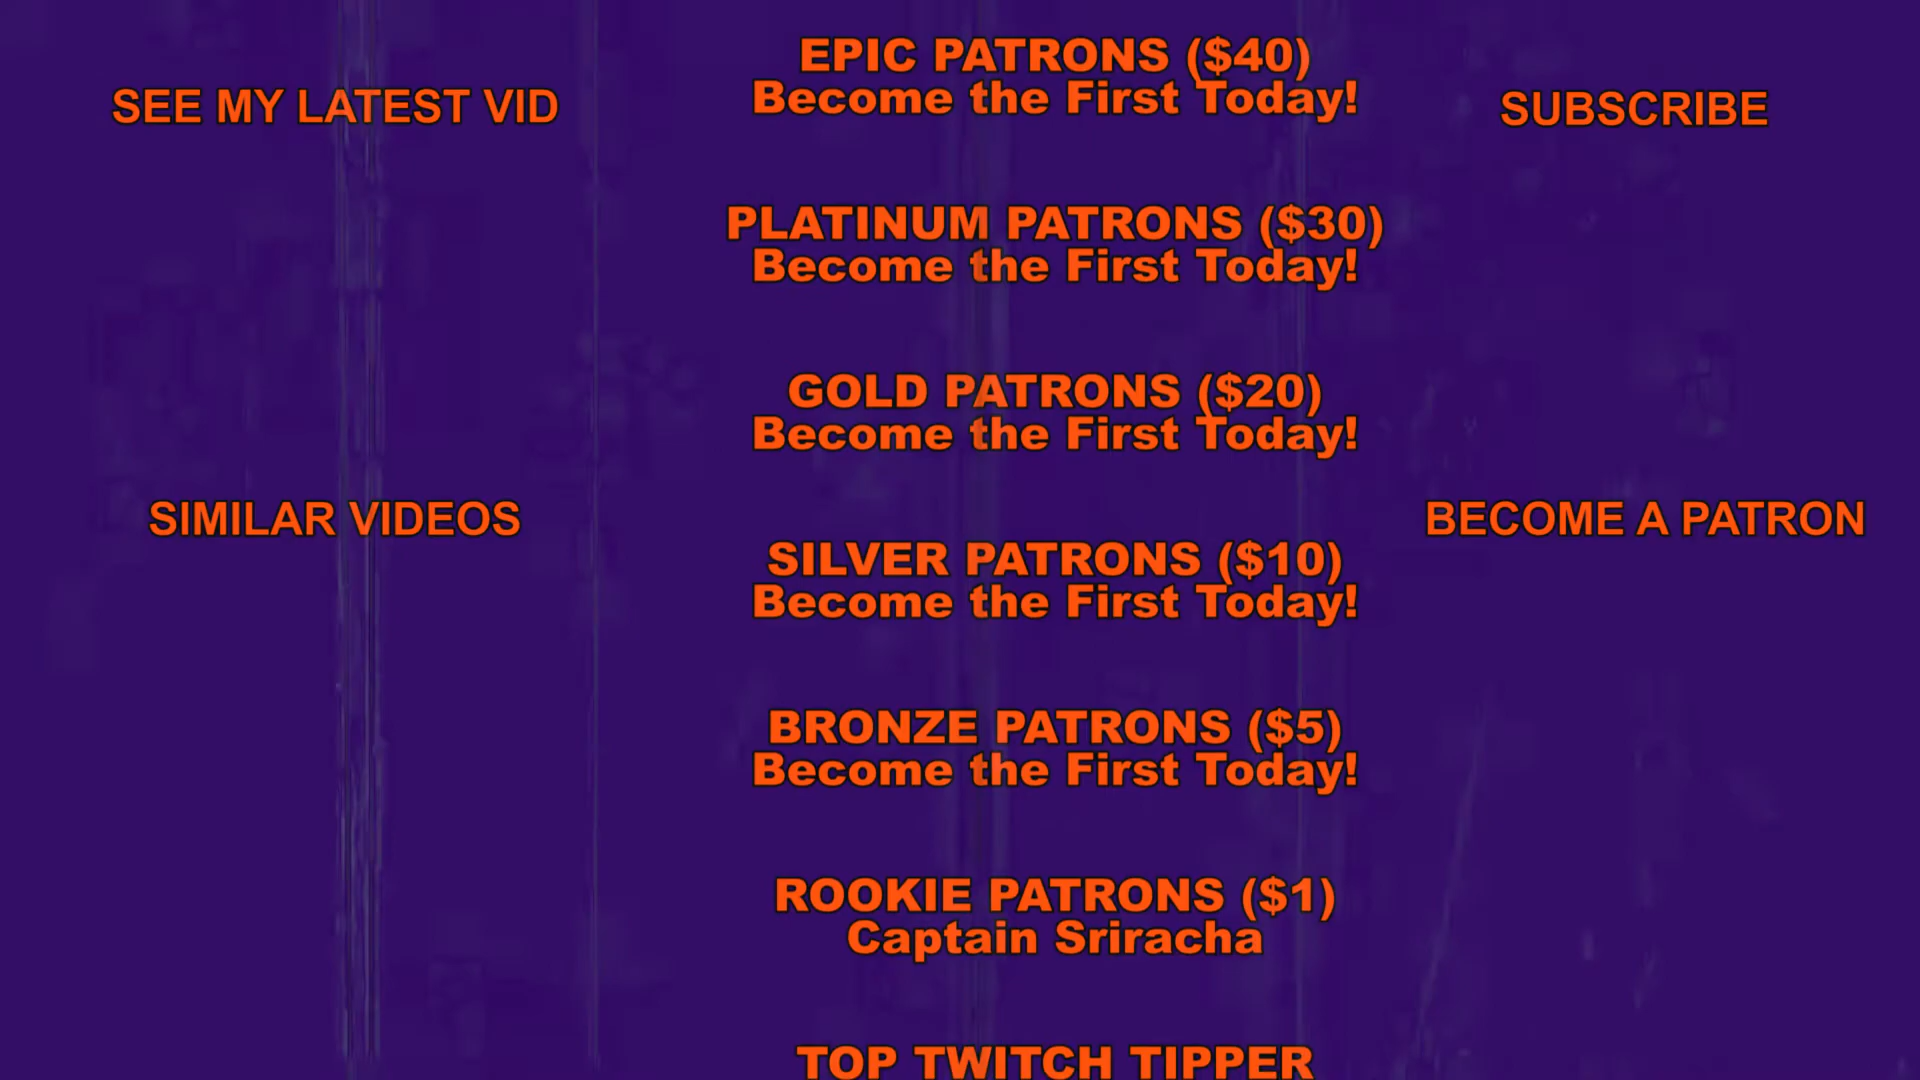 EPIC PATRONS ($40)
Become the First Today!
SEE MY LATEST VID
SUBSCRIBE
PLATINUM PATRONS ($30)
Become the First Today!
GOLD PATRONS ($20)
Become the First Today!
SIMILAR VIDEOS
BECOME A PATRON
SILVER PATRONS ($10)
Become the First Today!
BRONZE PATRONS ($5)
Become the First Today!
ROOKIE PATRONS ($1)
Captain Sriracha
TOP TWITCH TIPPER